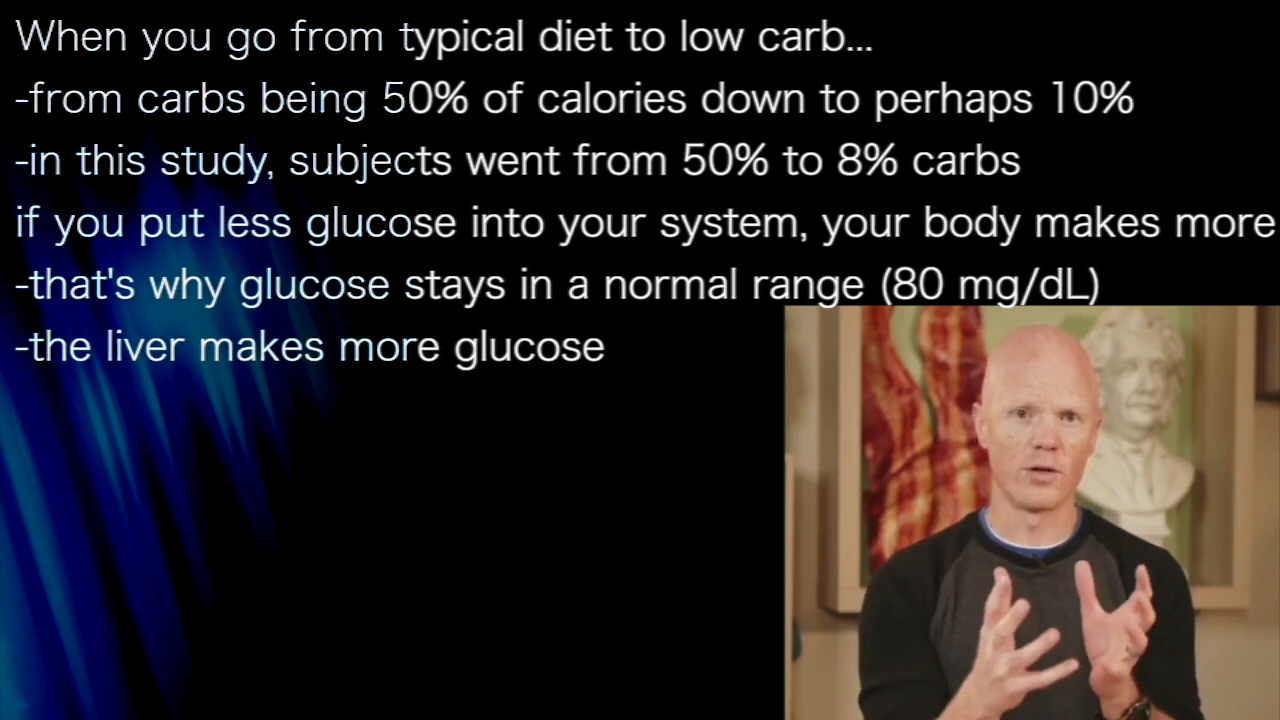 When you go from typical diet to low carb...
-from carbs being 50% of calories down to perhaps 10%
-in this study, subjects went from 50% to 8% carbs
if you put less glucose into your system, your body makes more
-that's why glucose stays in a normal range (80 mg/dL)
-the liver makes more glucose